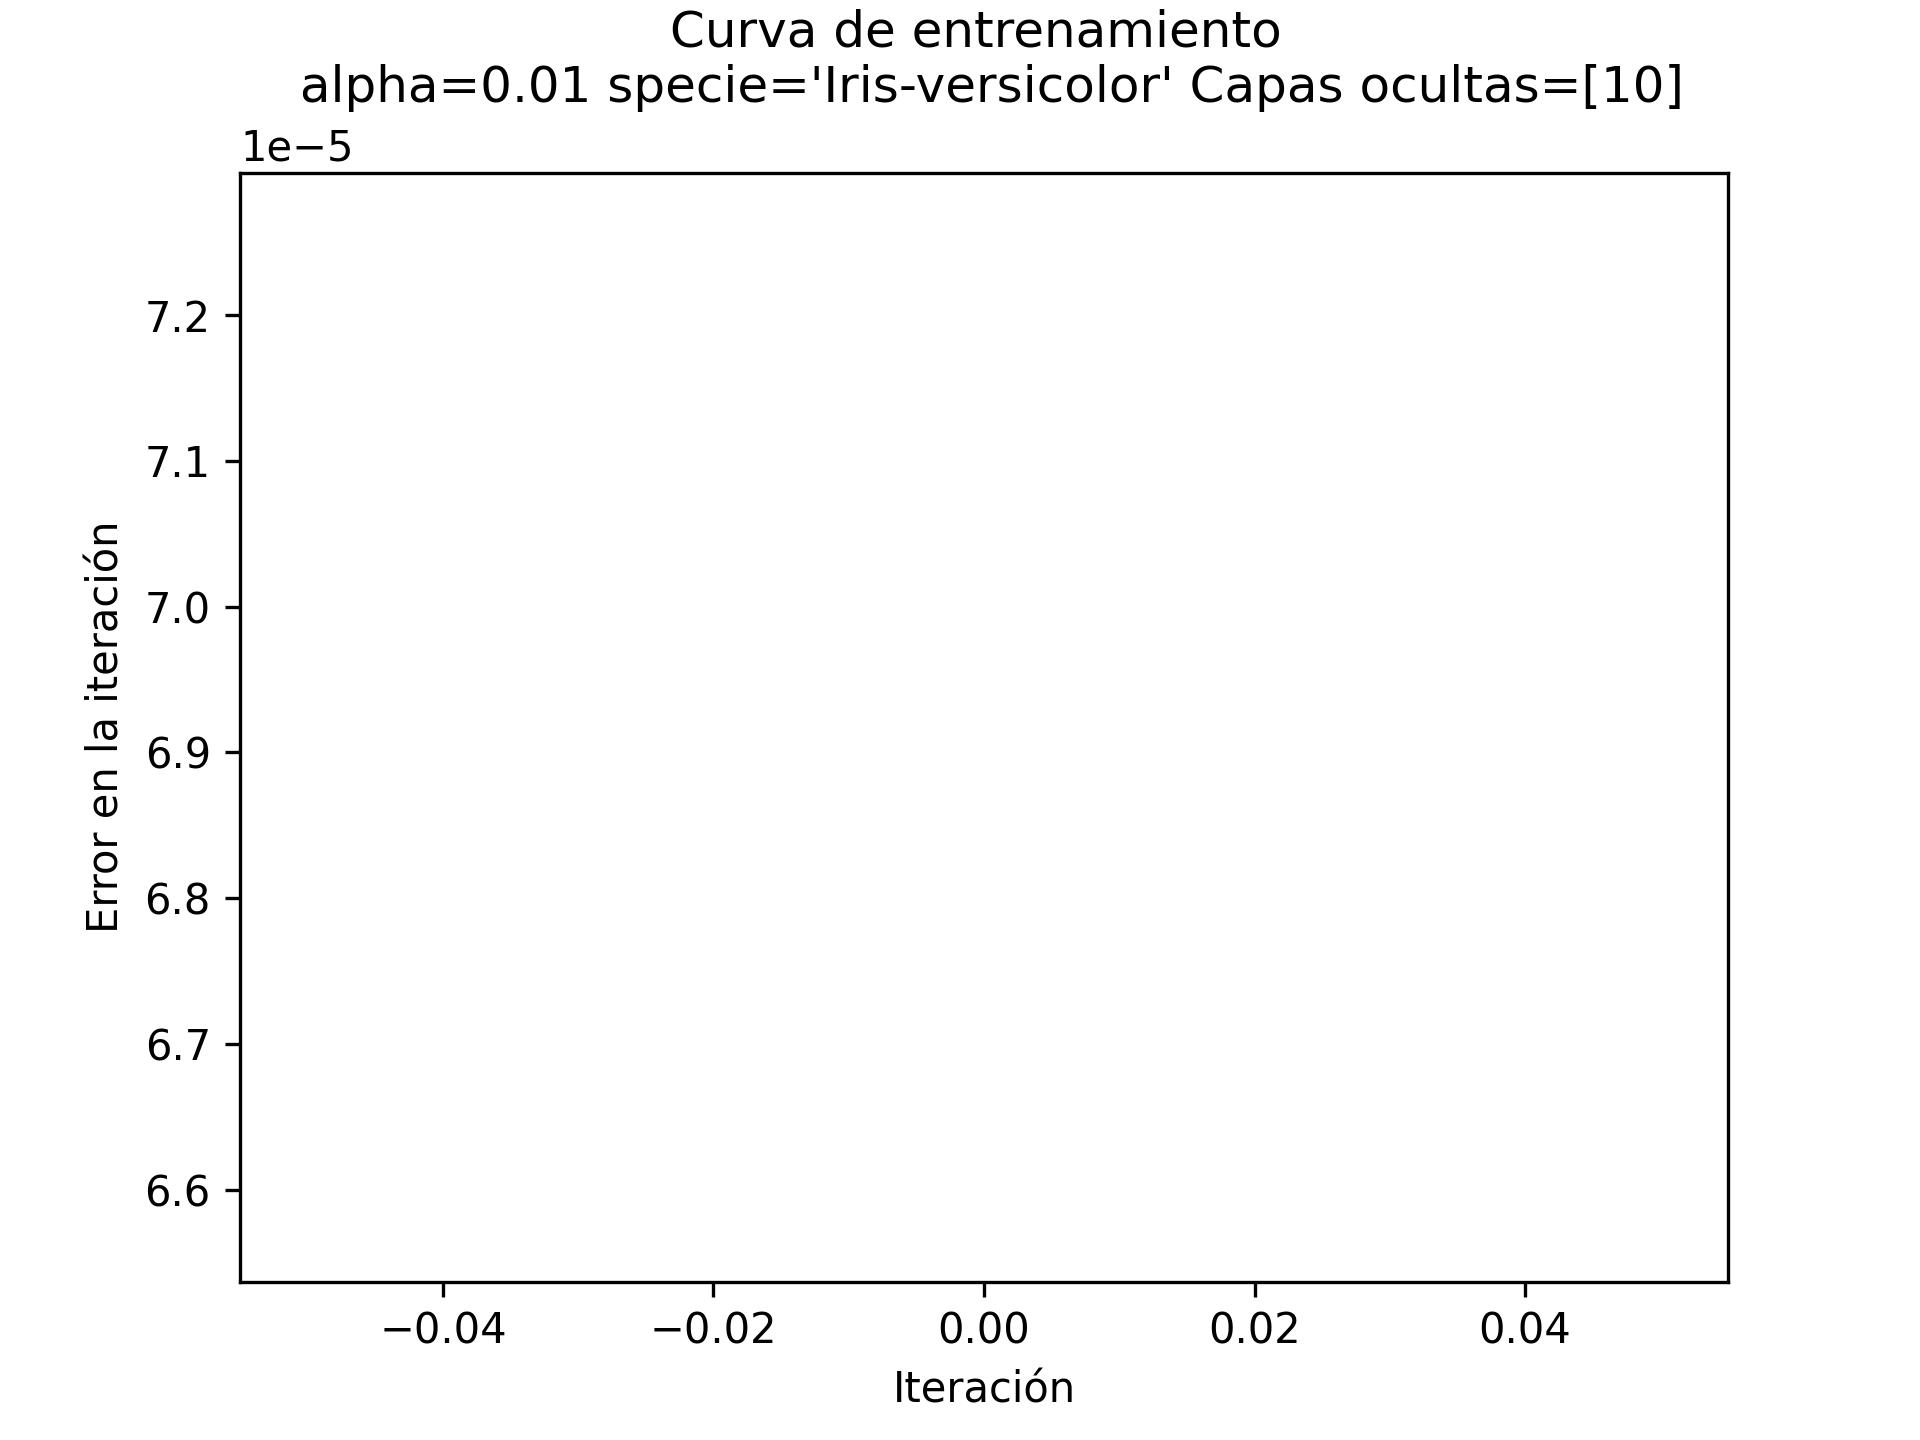 Curva de entrenamiento
alpha=0.01 specie='Iris-versicolor' Capas ocultas=[10]
1e−5
7.2
7.1
7.0
6.9
6.8
6.7
6.6
Error en la iteración
−0.04
−0.02
0.00
0.02
0.04
Iteración